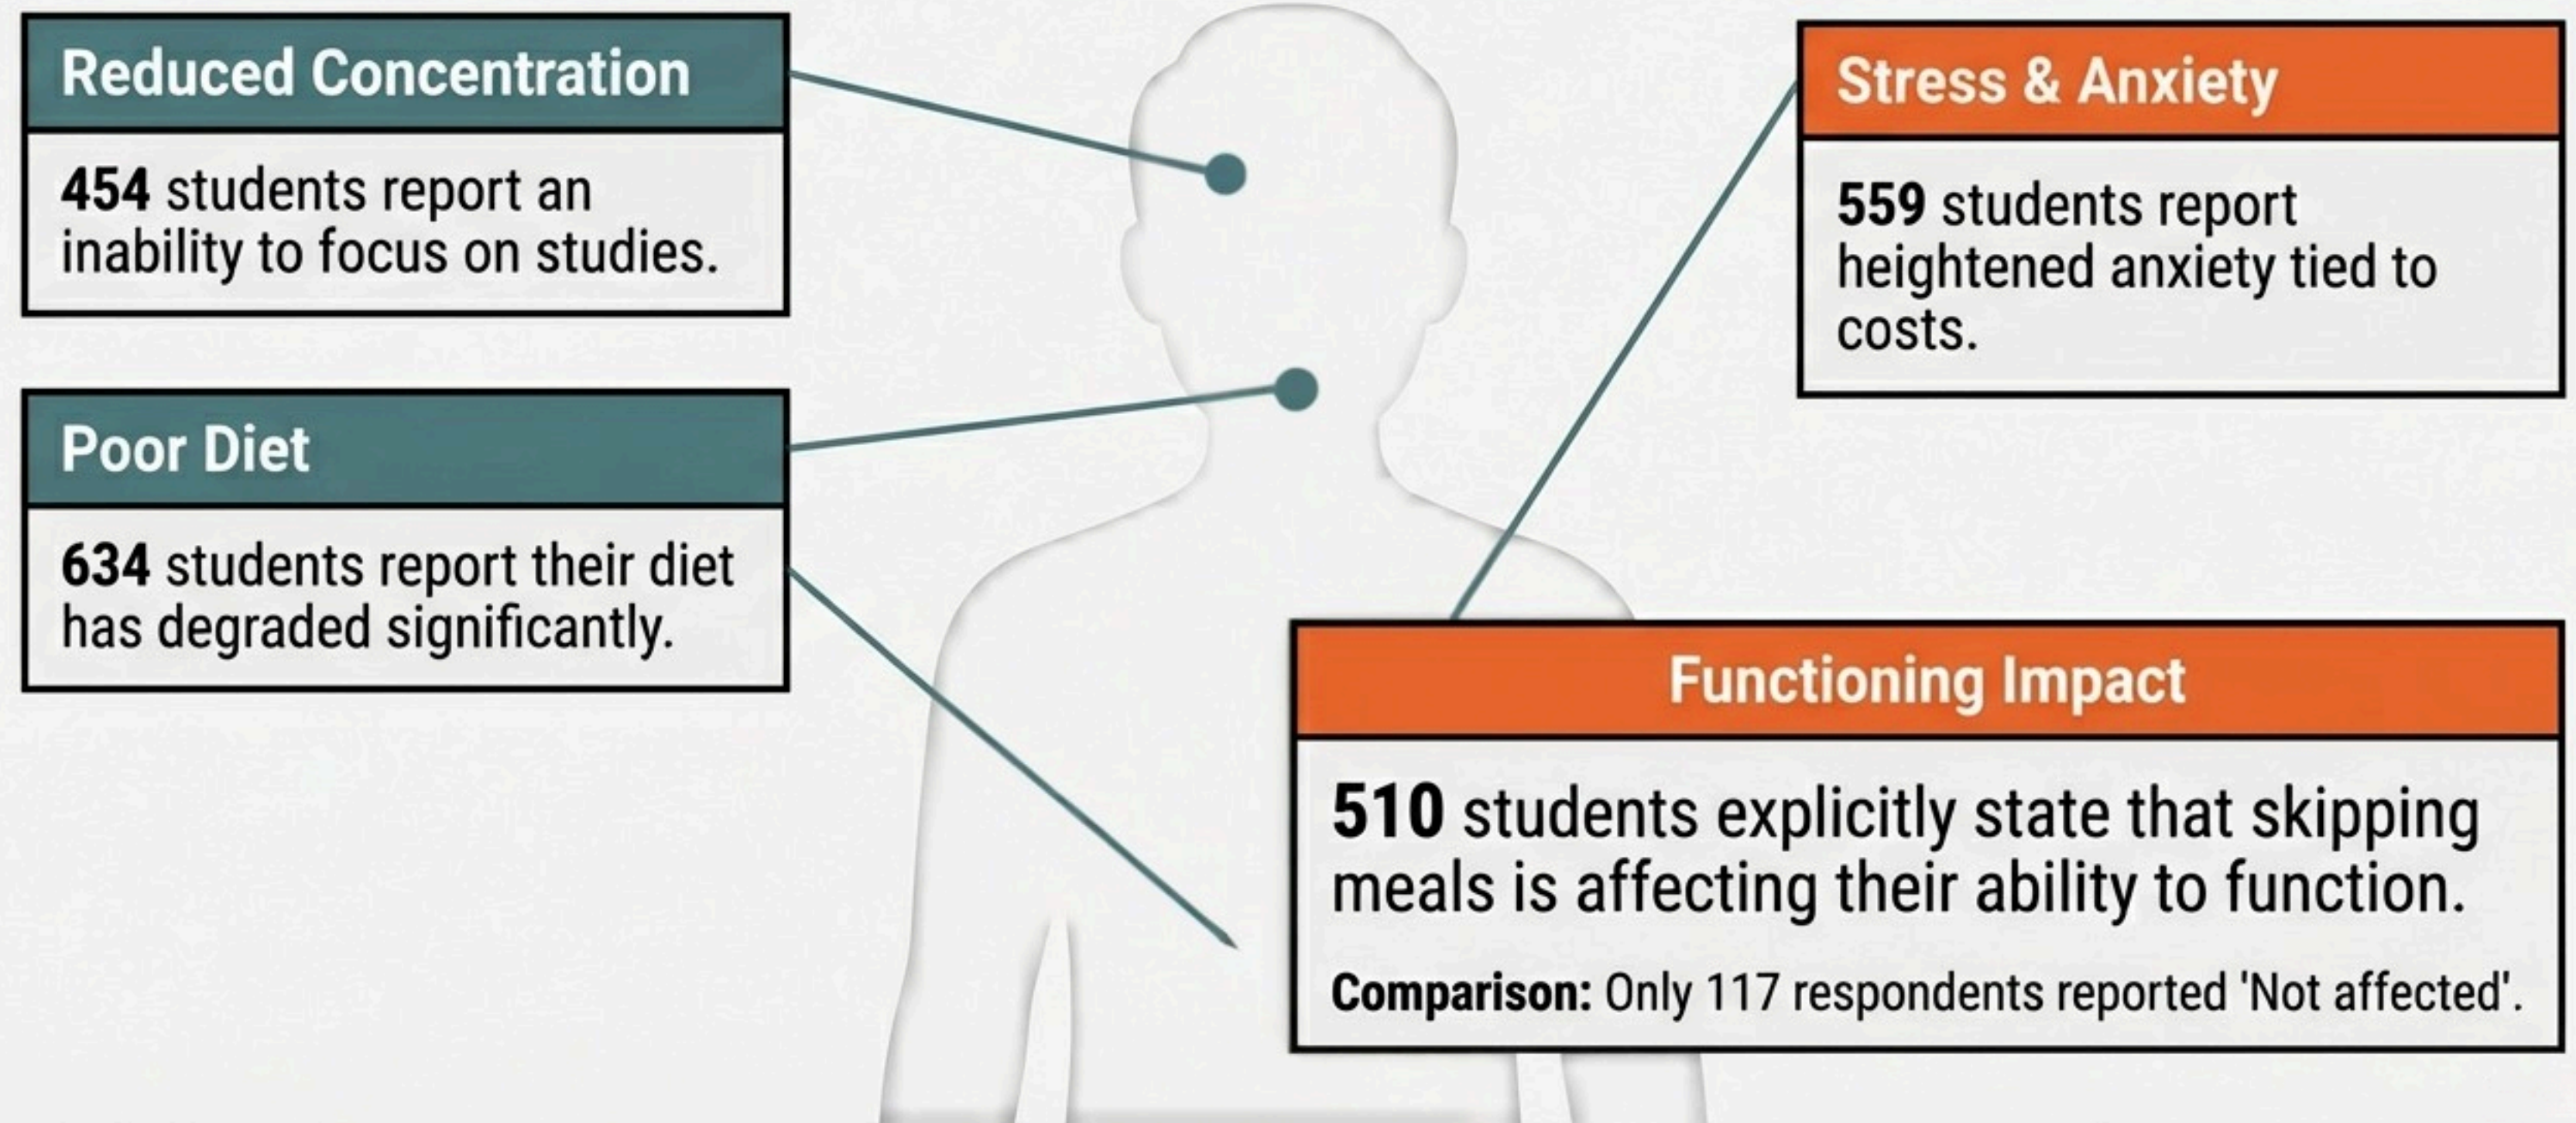 Reduced Concentration
454 students report an
inability to focus on studies.
Poor Diet
634 students report their diet
has degraded significantly.
Stress & Anxiety
559 students report
heightened anxiety tied to
costs.
Functioning Impact
510 students explicitly state that skipping
meals is affecting their ability to function.
Comparison: Only 117 respondents reported 'Not affected'.